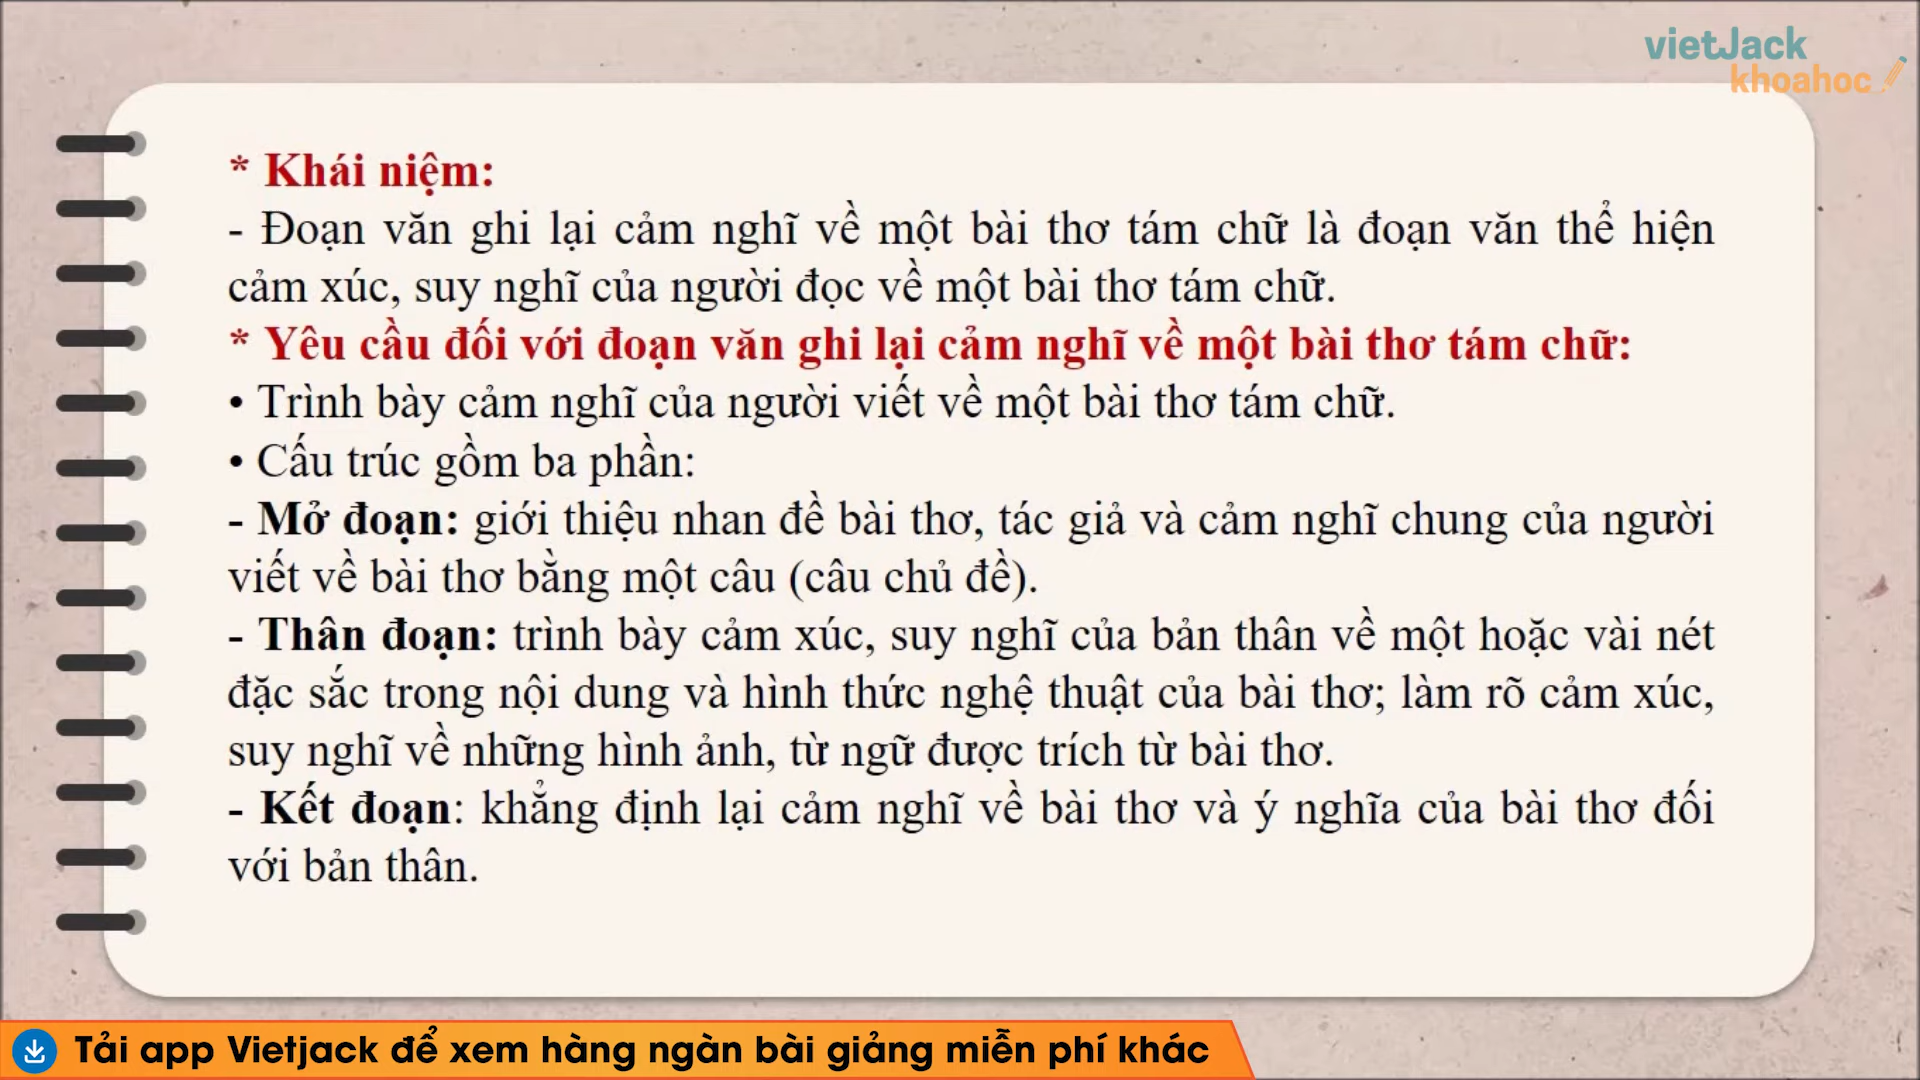 vietJack
khoahoc
* Khái niệm:
- Đoạn văn ghi lại cảm nghĩ về một bài thơ tám chữ là đoạn văn thể hiện
cảm xúc, suy nghĩ của người đọc về một bài thơ tám chữ.
* Yêu cầu đối với đoạn văn ghi lại cảm nghĩ về một bài thơ tám chữ:
• Trình bày cảm nghĩ của người viết về một bài thơ tám chữ.
• Cấu trúc gồm ba phần:
- Mở đoạn: giới thiệu nhan đề bài thơ, tác giả và cảm nghĩ chung của người
viết về bài thơ bằng một câu (câu chủ đề).
- Thân đoạn: trình bày cảm xúc, suy nghĩ của bản thân về một hoặc vài nét
đặc sắc trong nội dung và hình thức nghệ thuật của bài thơ; làm rõ cảm xúc,
suy nghĩ về những hình ảnh, từ ngữ được trích từ bài thơ.
- Kết đoạn: khẳng định lại cảm nghĩ về bài thơ và ý nghĩa của bài thơ đối
với bản thân.
Tải app Vietjack để xem hàng ngàn bài giảng miễn phí khác